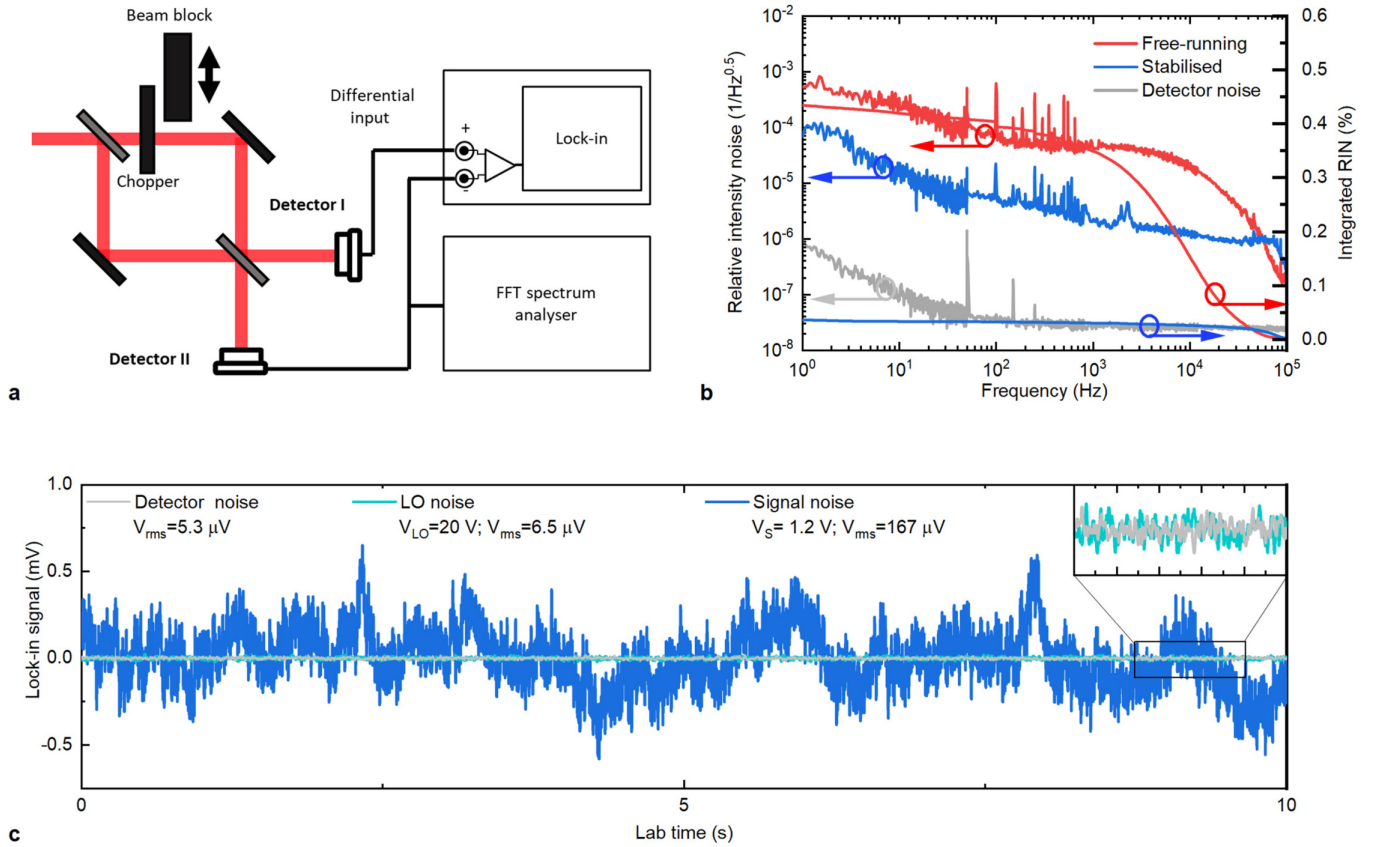 Beam block
Chopper
Differential
input
+
-
Lock-in
Detector I
FFT spectrum
analyser
Detector II
a
Relative intensity noise (1/Hz^0.5)
10^-2
10^-3
10^-4
10^-5
10^-6
10^-7
10^-8
Free-running
Stabilised
Detector noise
0.6
0.5
0.4
0.3
0.2
0.1
0.0
Integrated RIN (%)
10^0 10^1 10^2 10^3 10^4 10^5
Frequency (Hz)
b
Lock-in signal (mV)
1.0
0.5
0.0
-0.5
Detector noise LO noise Signal noise
V_rms=5.3 μV V_LO=20 V; V_rms=6.5 μV V_S= 1.2 V; V_rms=167 μV
0 5 10
Lab time (s)
c